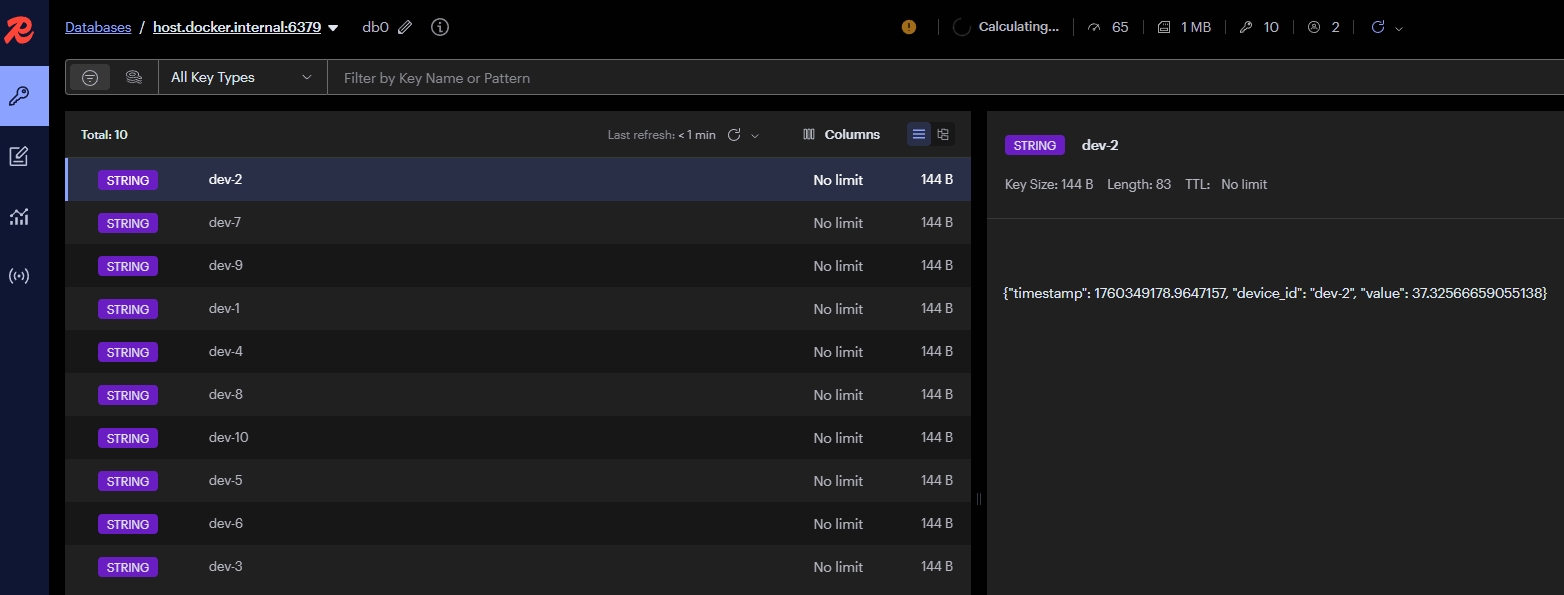 Databases / host.docker.internal:6379 db0 Calculating... 65 1 MB 10 2
All Key Types Filter by Key Name or Pattern
Total: 10 Last refresh: < 1 min Columns
STRING dev-2 No limit 144 B
STRING dev-7 No limit 144 B
STRING dev-9 No limit 144 B
STRING dev-1 No limit 144 B
STRING dev-4 No limit 144 B
STRING dev-8 No limit 144 B
STRING dev-10 No limit 144 B
STRING dev-5 No limit 144 B
STRING dev-6 No limit 144 B
STRING dev-3 No limit 144 B
STRING dev-2
Key Size: 144 B Length: 83 TTL: No limit
{"timestamp": 1760349178.9647157, "device_id": "dev-2", "value": 37.32566659055138}